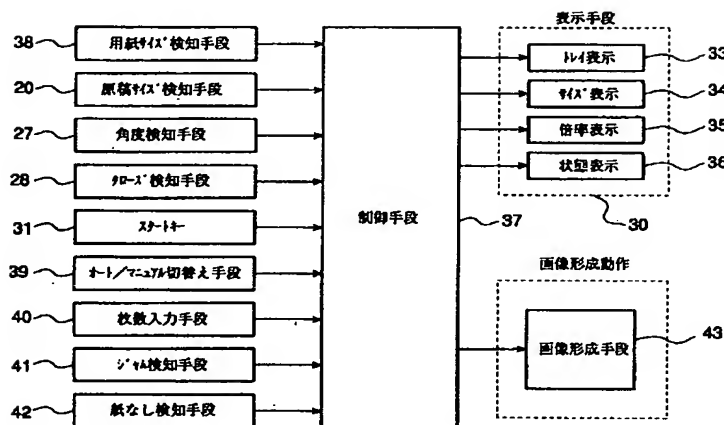 38 用紙サイズ検知手段
20 原稿サイズ検知手段
27 角度検知手段
28 クローズ検知手段
31 スタートキー
39 オート/マニュアル切替え手段
40 枚数入力手段
41 ジャム検知手段
42 紙なし検知手段
制御手段
37
表示手段
トレイ表示 33
サイズ表示 34
倍率表示 35
状態表示 36
30
画像形成動作
画像形成手段 43